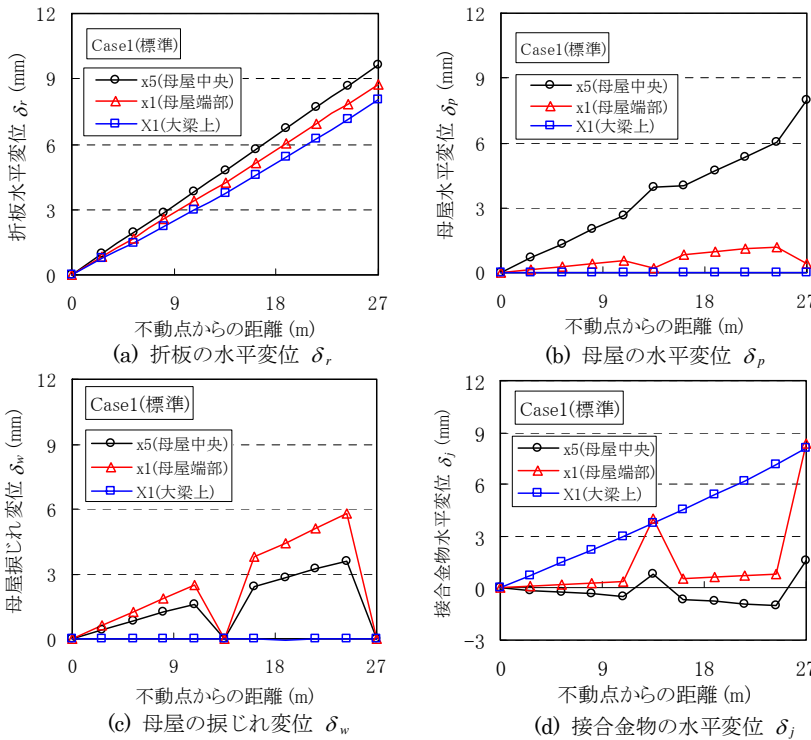 12
9
6
3
0
折板水平変位 δr (mm)
Case1(標準)
x5(母屋中央)
x1(母屋端部)
X1(大梁上)
0
9
18
27
不動点からの距離 (m)
(a) 折板の水平変位 δr
12
9
6
3
0
母屋水平変位 δp (mm)
Case1(標準)
x5(母屋中央)
x1(母屋端部)
X1(大梁上)
0
9
18
27
不動点からの距離 (m)
(b) 母屋の水平変位 δp
12
9
6
3
0
母屋捩じれ変位 δw (mm)
Case1(標準)
x5(母屋中央)
x1(母屋端部)
X1(大梁上)
0
9
18
27
不動点からの距離 (m)
(c) 母屋の捩じれ変位 δw
12
9
6
3
0
−3
接合金物水平変位 δj (mm)
Case1(標準)
x5(母屋中央)
x1(母屋端部)
X1(大梁上)
0
9
18
27
不動点からの距離 (m)
(d) 接合金物の水平変位 δj